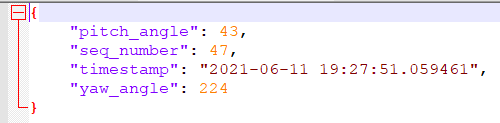 {
"pitch_angle": 43,
"seq_number": 47,
"timestamp": "2021-06-11 19:27:51.059461",
"yaw_angle": 224
}